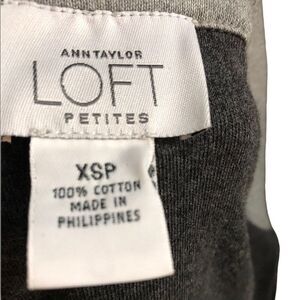 ANN TAYLOR
LOFT
PETITES
XSP
100% COTTON
MADE IN
PHILIPPINES